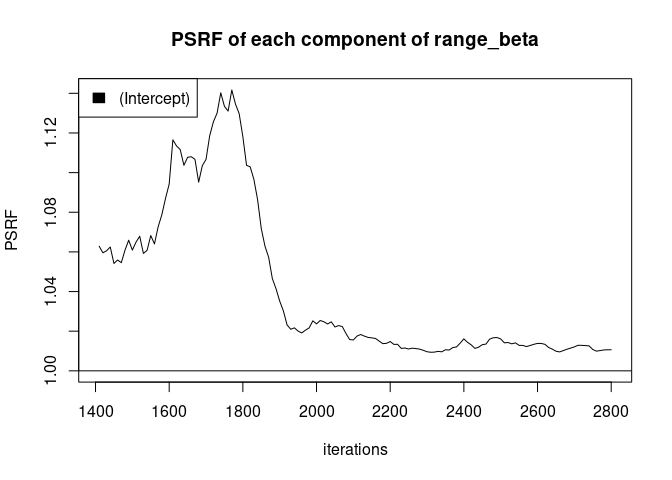 PSRF of each component of range_beta
(Intercept)
PSRF
1.12
1.08
1.04
1.00
1400 1600 1800 2000 2200 2400 2600 2800
iterations